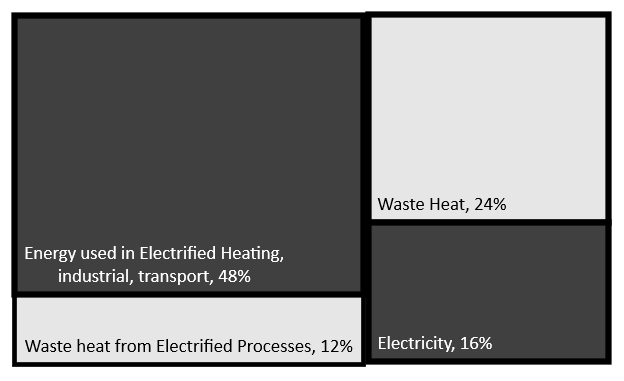 Waste Heat, 24%
Energy used in Electrified Heating,
industrial, transport, 48%
Waste heat from Electrified Processes, 12%
Electricity, 16%